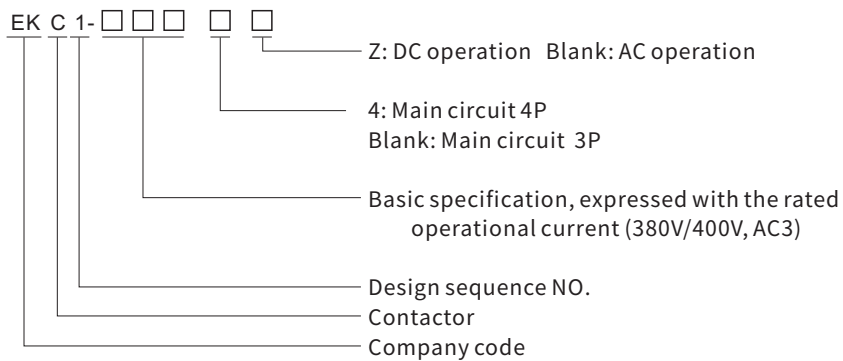 EK C 1-□□□ □ □
Z: DC operation Blank: AC operation
4: Main circuit 4P
Blank: Main circuit 3P
Basic specification, expressed with the rated
operational current (380V/400V, AC3)
Design sequence NO.
Contactor
Company code